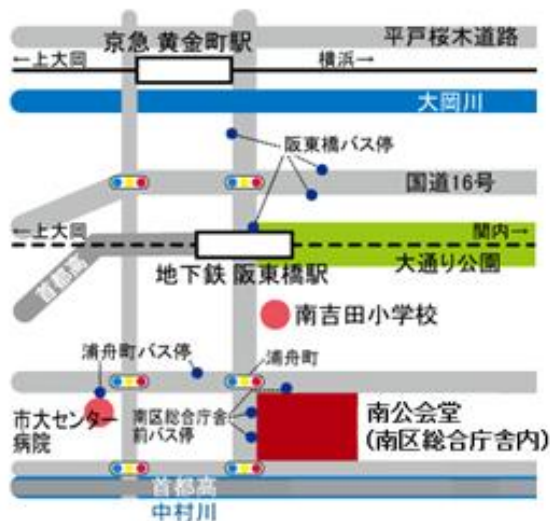 京急 黄金町駅
平戸桜木道路
←上大岡
横浜→
大岡川
阪東橋バス停
国道16号
←上大岡
関内→
首都高
地下鉄 阪東橋駅
大通り公園
南吉田小学校
浦舟町バス停
浦舟町
市大センター
病院
南区総合庁舎
前バス停
南公会堂
(南区総合庁舎内)
首都高
中村川